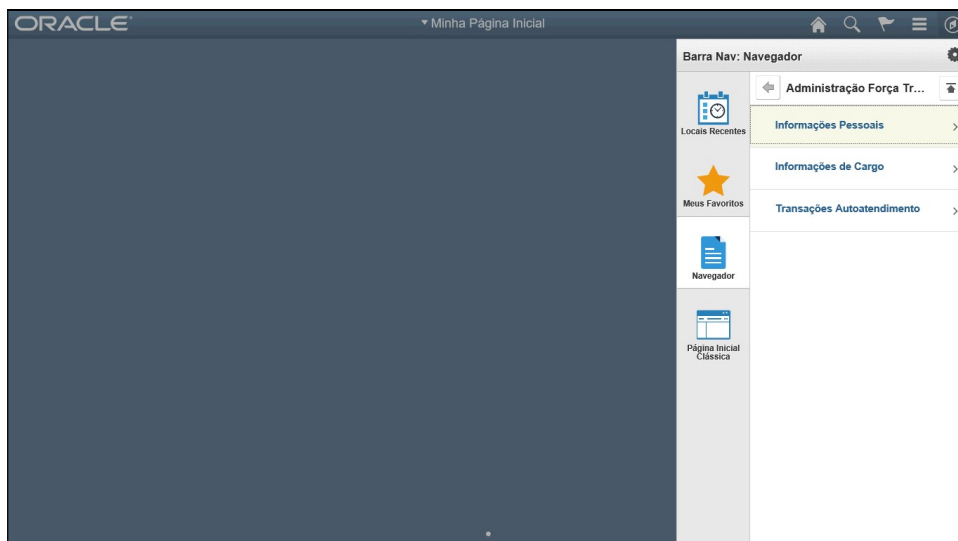 ORACLE
Minha Página Inicial
Barra Nav: Navegador
Locais Recentes
Meus Favoritos
Navegador
Página Inicial
Clássica
Administração Força Tr...
Informações Pessoais
Informações de Cargo
Transações Autoatendimento